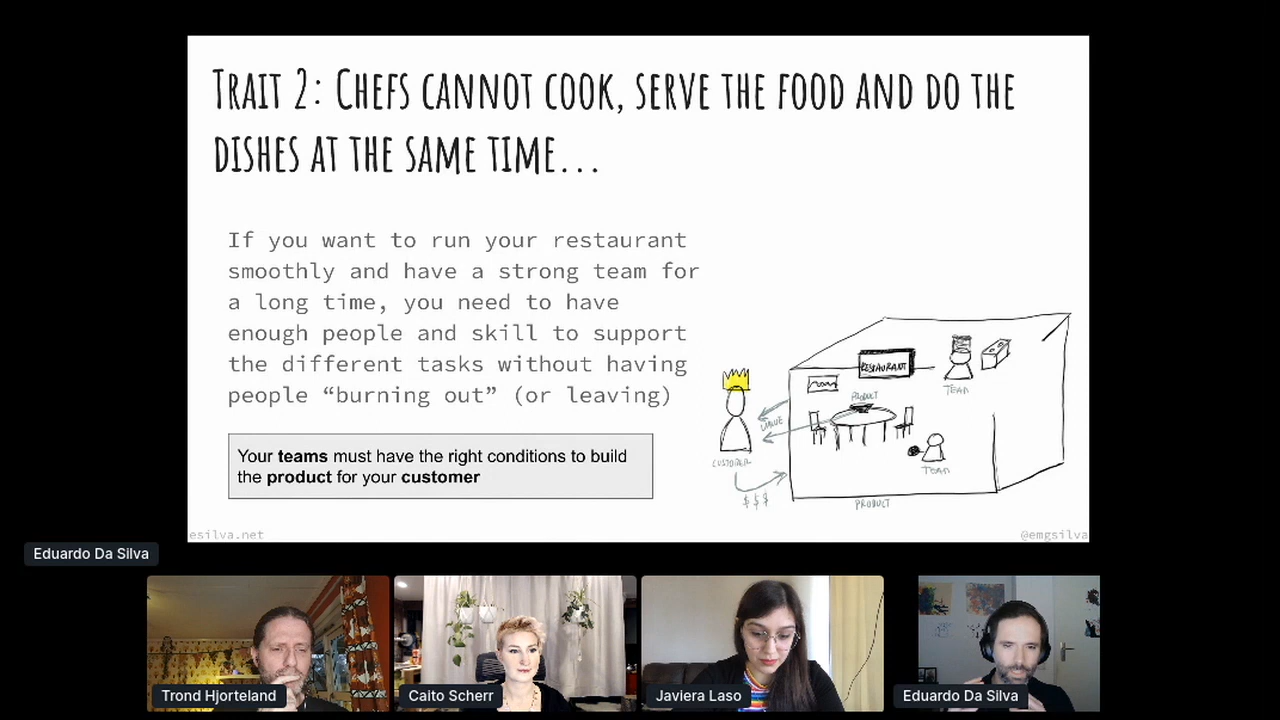 Trait 2: Chefs cannot cook, serve the food and do the
dishes at the same time...
If you want to run your restaurant
smoothly and have a strong team for
a long time, you need to have
enough people and skill to support
the different tasks without having
people “burning out” (or leaving)
Your teams must have the right conditions to build
the product for your customer
RESTAURANT
TEAM
PRODUCT
VALUE
CUSTOMER
TEAM
$$$
PRODUCT
esilva.net
@emgsilva
Eduardo Da Silva
Trond Hjorteland
Caito Scherr
Javiera Laso
Eduardo Da Silva